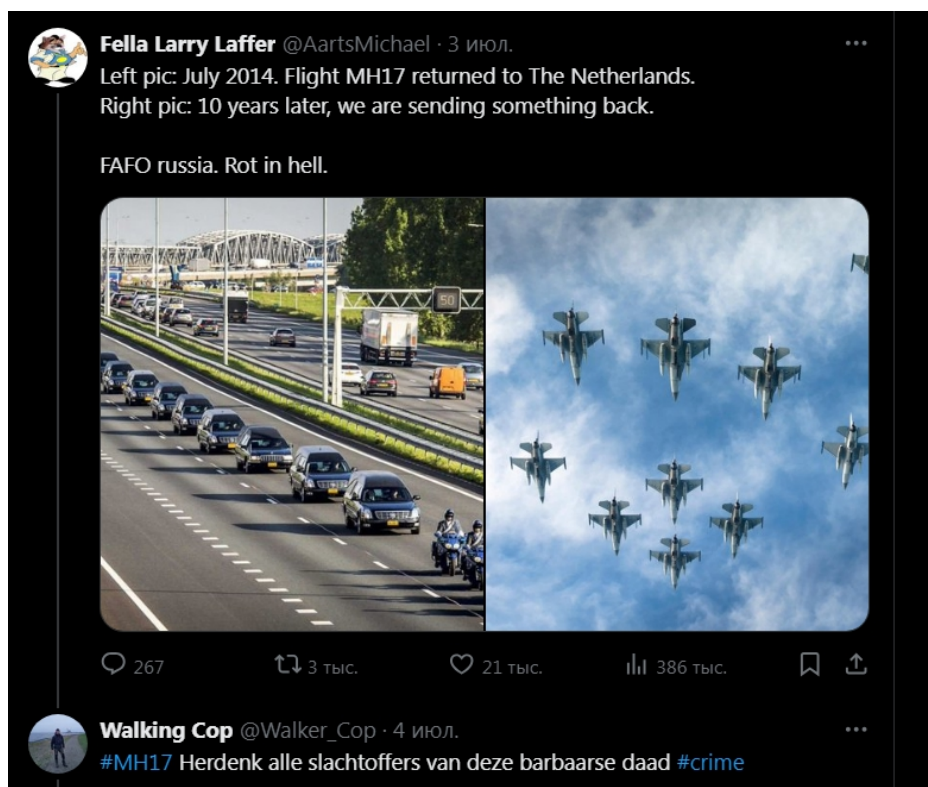 Fella Larry Laffer @AartsMichael · 3 июл.
Left pic: July 2014. Flight MH17 returned to The Netherlands.
Right pic: 10 years later, we are sending something back.
FAFO russia. Rot in hell.
50
267 3 тыс. 21 тыс. 386 тыс.
Walking Cop @Walker_Cop · 4 июл.
#MH17 Herdenk alle slachtoffers van deze barbaarse daad #crime